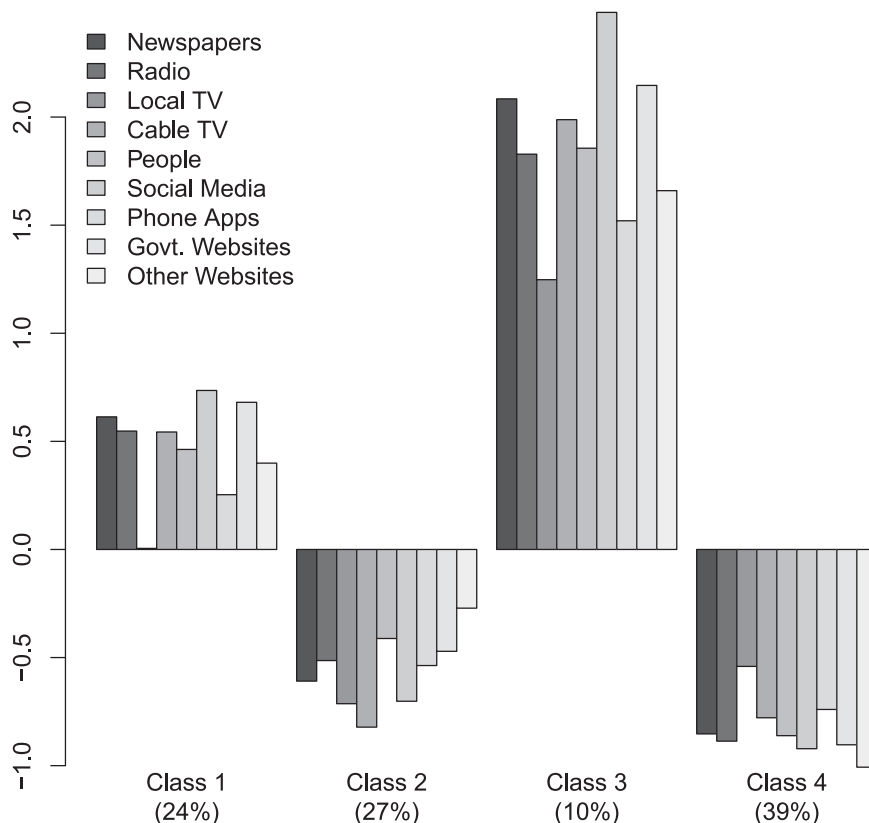 Newspapers
Radio
Local TV
Cable TV
People
Social Media
Phone Apps
Govt. Websites
Other Websites
2.0
1.5
1.0
0.5
0.0
−0.5
−1.0
Class 1 Class 2 Class 3 Class 4
(24%) (27%) (10%) (39%)